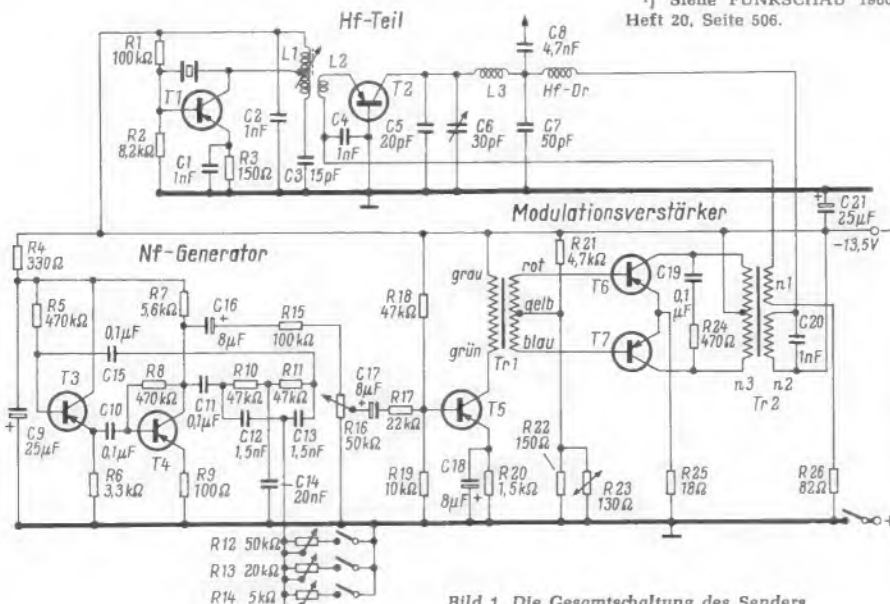 *) Siehe FUNKSCHAU
Heft 20, Seite 506.
Hf-Teil
C8
4,7nF
R1
100kΩ
L1
L2
T2
L3
Hf-Dr
T1
C2
1nF
R2
8,2kΩ
C4
1nF
C5
20pF
C6
30pF
C7
50pF
C1
1nF
R3
150Ω
C3
15pF
C21
25µF
+
Modulationsverstärker
-13,5V
-
R4
330Ω
Nf-Generator
R21
4,7kΩ
R5
470kΩ
R7
5,6kΩ
C16
+
8µF
R15
100kΩ
R18
47kΩ
grau
rot
gelb
blau
grün
Tr1
T6
T7
C19
0,1
µF
R24
470Ω
n1
C20
1nF
n3
n2
Tr2
0,1µF
C15
R8
470kΩ
R10
47kΩ
R11
47kΩ
C17
8µF
+
R17
22kΩ
T3
C10
0,1µF
C11
0,1µF
T4
C12
1,5nF
C13
1,5nF
R16
50kΩ
T5
C9
25µF
+
R6
3,3kΩ
R9
100Ω
C14
20nF
R19
10kΩ
C18
8µF
+
R20
1,5kΩ
R22
150Ω
R23
130Ω
R25
18Ω
R26
82Ω
+
R12 50kΩ
R13 20kΩ
R14 5kΩ
Bild 1. Die Gesamtschaltung des Senders